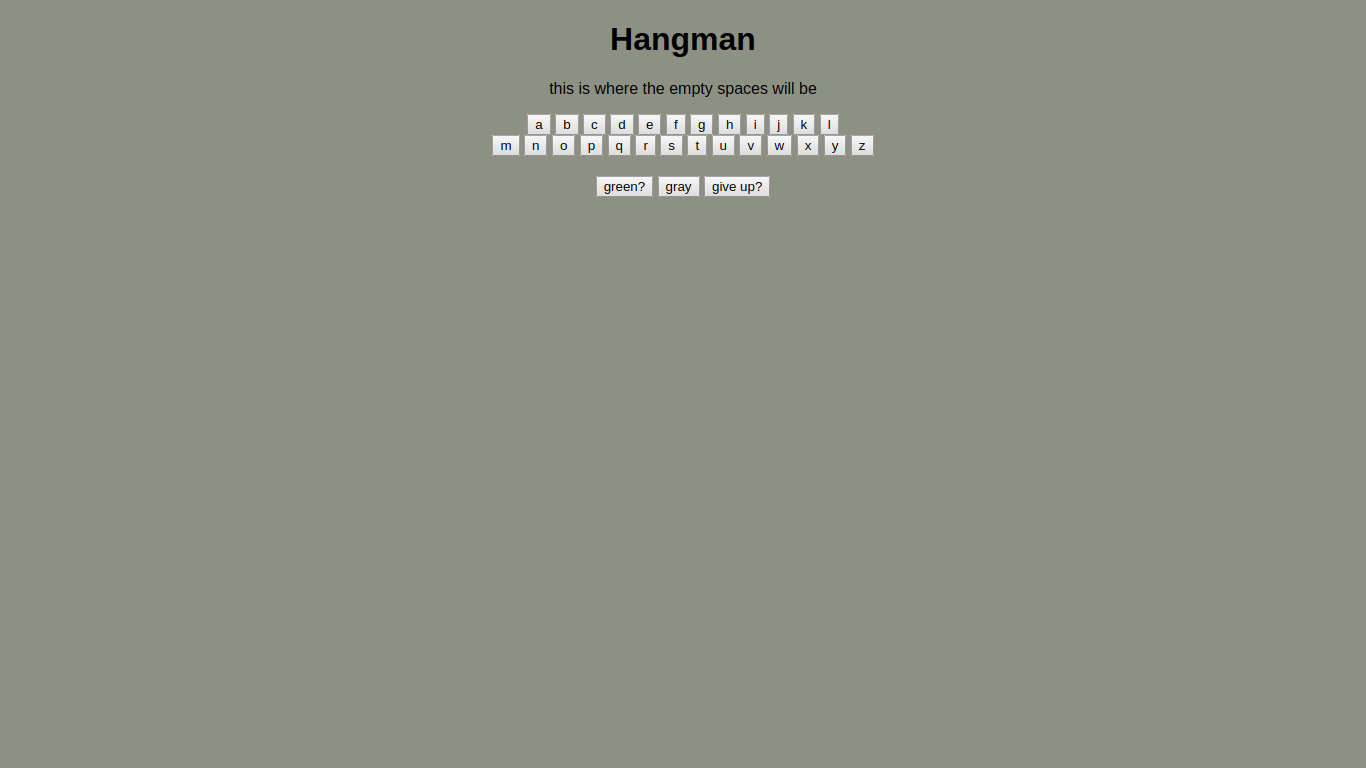 Hangman
this is where the empty spaces will be
a b c d e f g h i j k l
m n o p q r s t u v w x y z
green? gray give up?